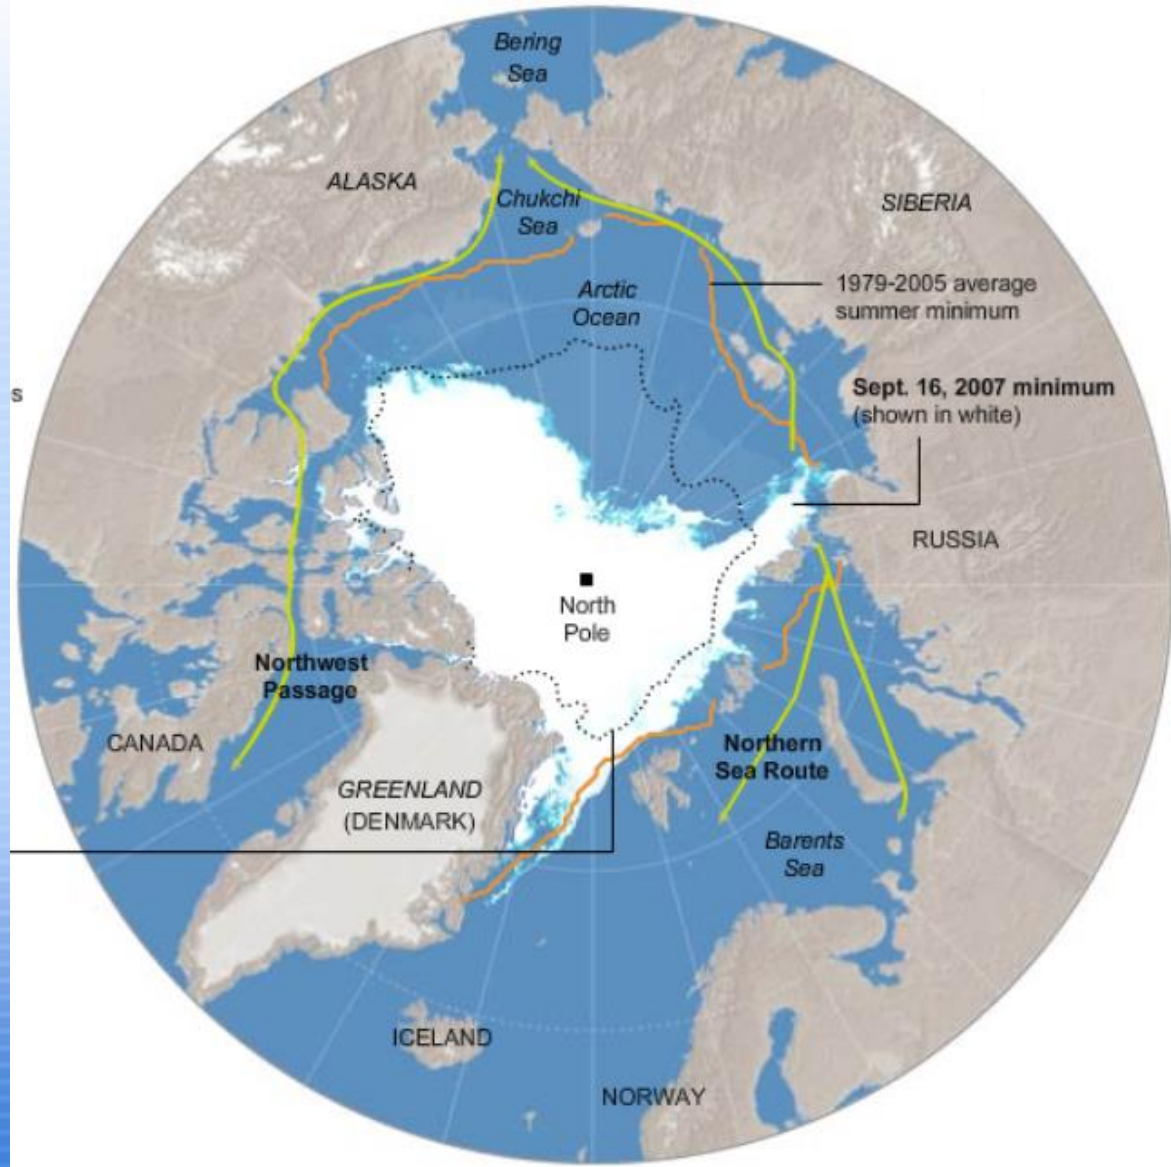 Bering
Sea
ALASKA
Chukchi
Sea
SIBERIA
Arctic
Ocean
1979-2005 average
summer minimum
s
Sept. 16, 2007 minimum
(shown in white)
RUSSIA
North
Pole
Northwest
Passage
CANADA
Northern
Sea Route
GREENLAND
(DENMARK)
Barents
Sea
ICELAND
NORWAY